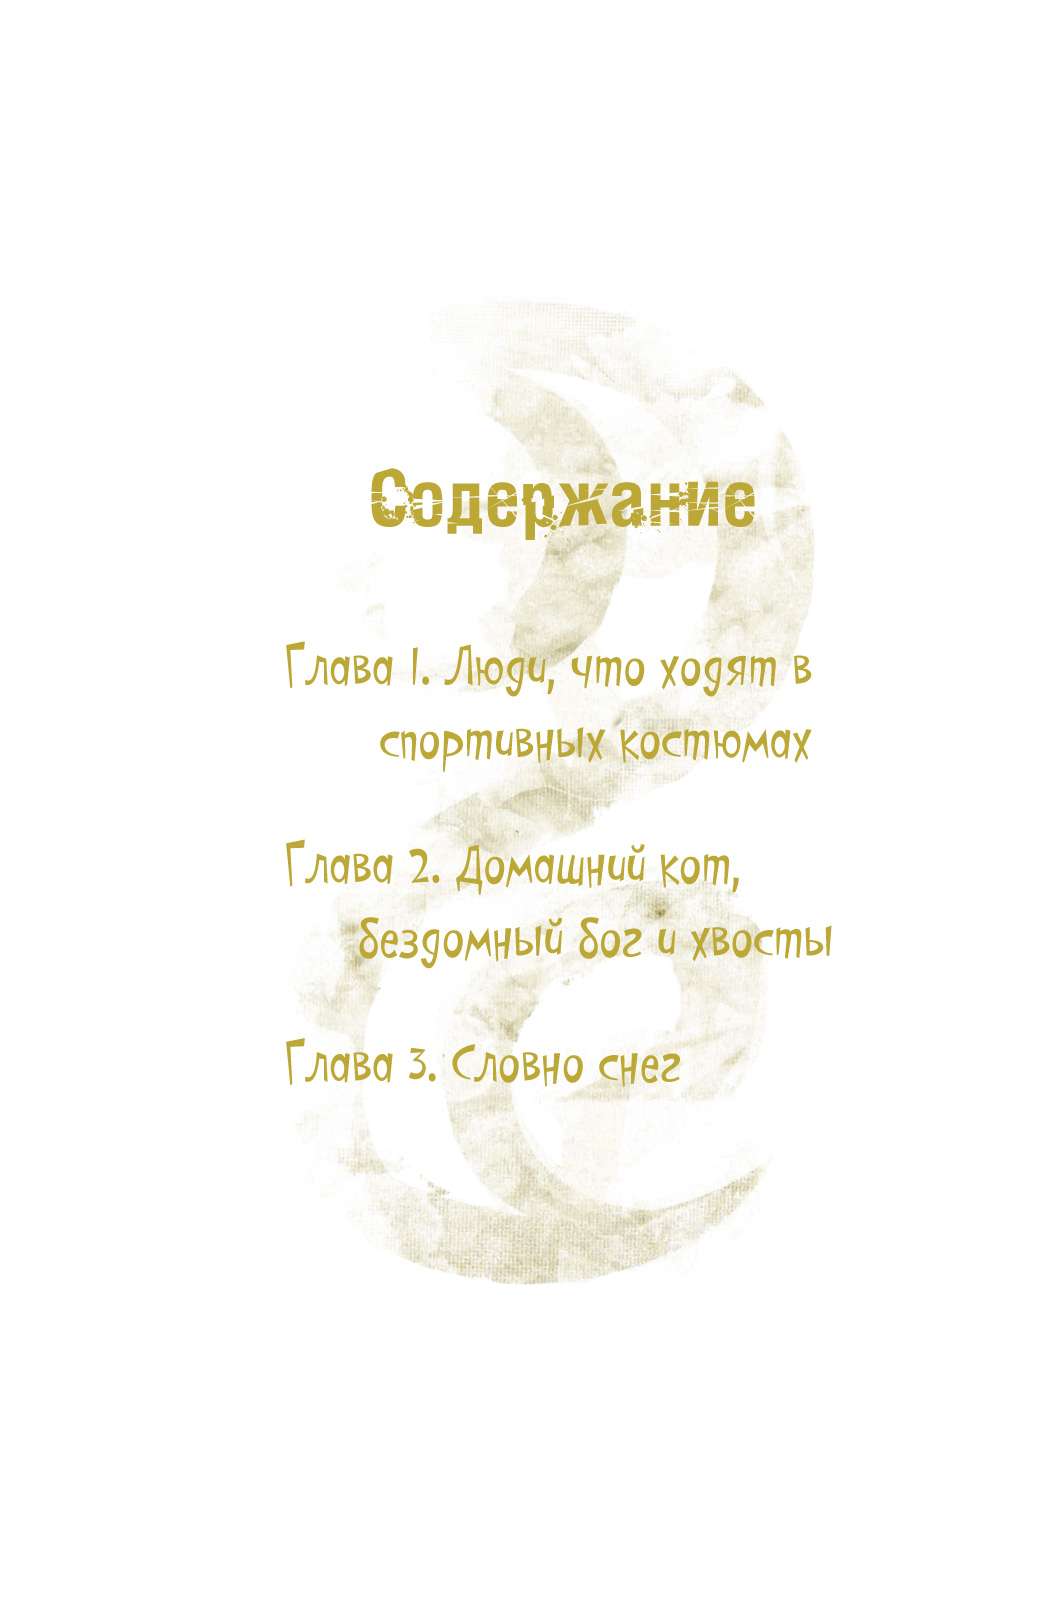 Содержание
Глава 1. Люди, что ходят в
спортивных костюмах
Глава 2. Домашний кот,
бездомный бог и хвосты
Глава 3. Словно снег